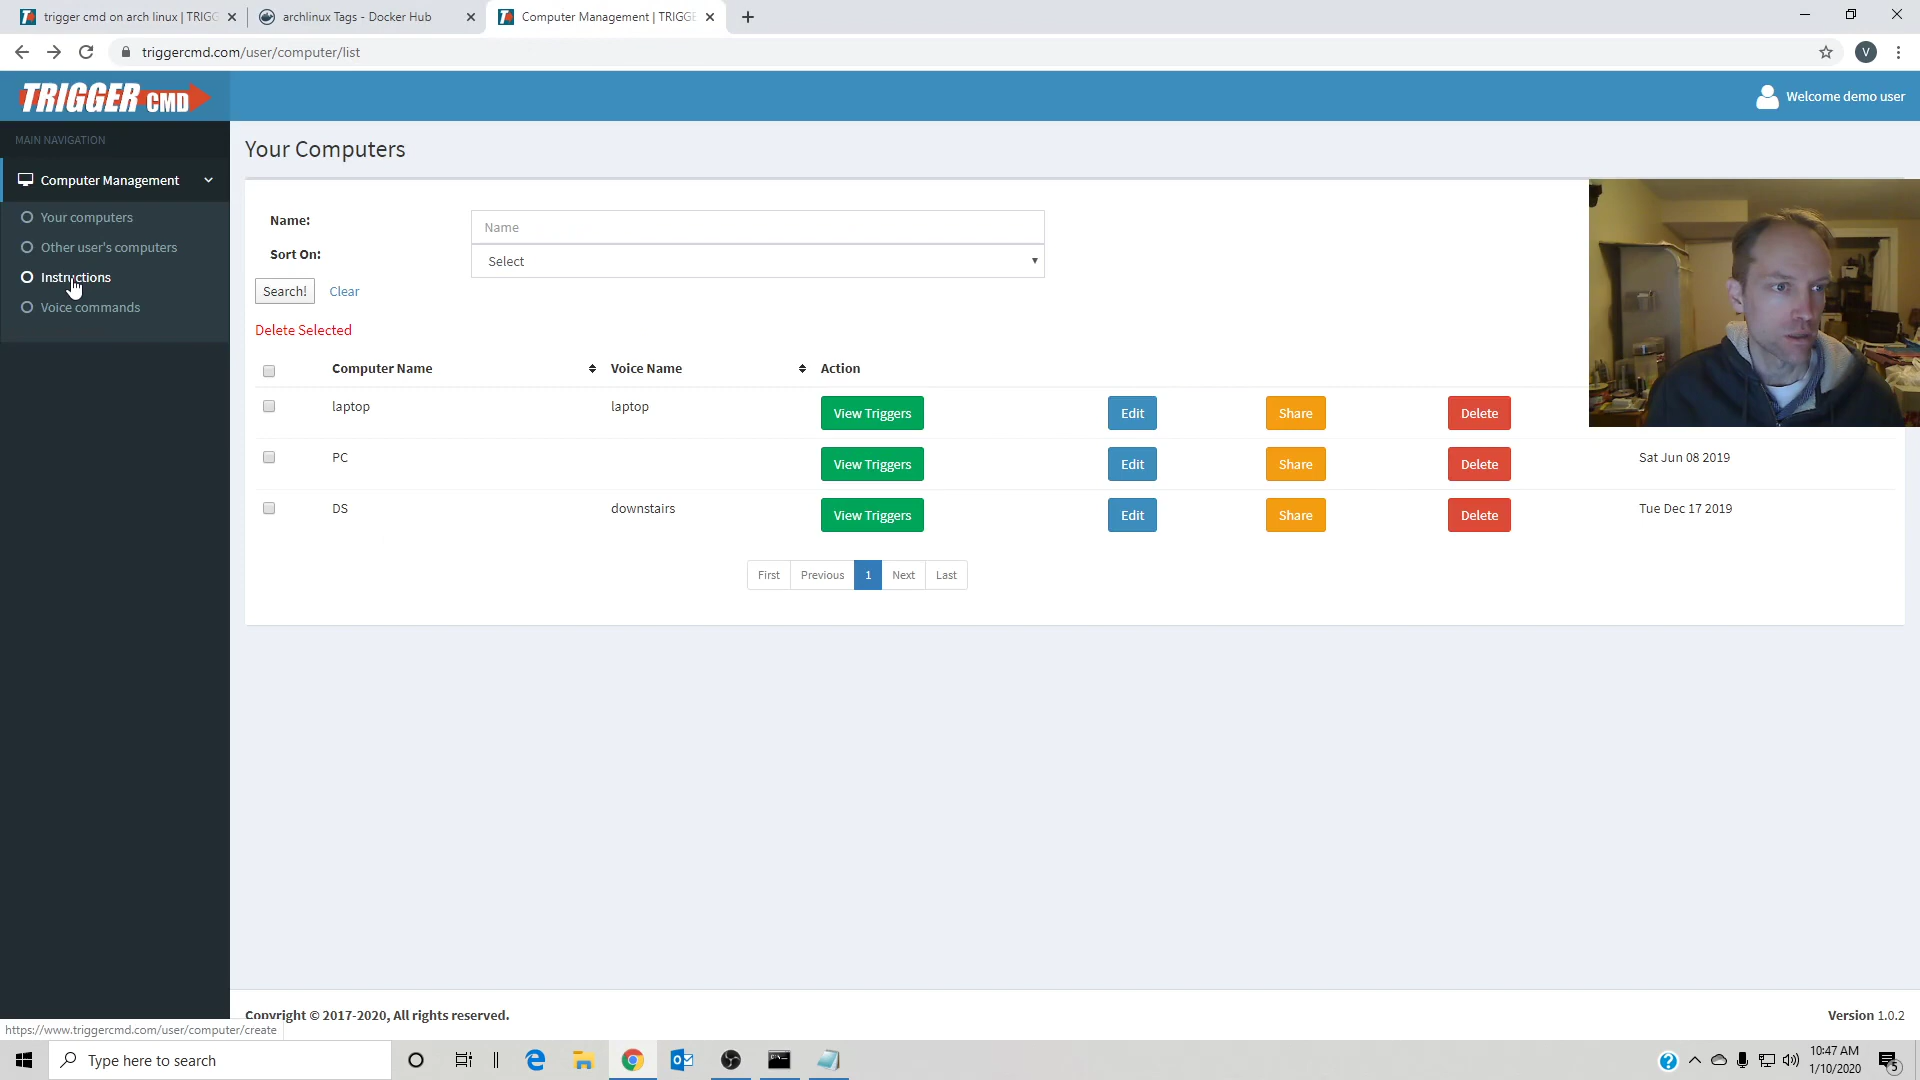 trigger cmd on arch linux | TRIGG
archlinux Tags - Docker Hub
Computer Management | TRIGGE
triggercmd.com/user/computer/list
V
TRIGGER CMD
Welcome demo user
MAIN NAVIGATION
Computer Management
Your computers
Other user's computers
Instructions
Voice commands
Your Computers
Name:
Name
Sort On:
Select
Search!
Clear
Delete Selected
Computer Name
Voice Name
Action
laptop
laptop
View Triggers
Edit
Share
Delete
PC
View Triggers
Edit
Share
Delete
Sat Jun 08 2019
DS
downstairs
View Triggers
Edit
Share
Delete
Tue Dec 17 2019
First
Previous
1
Next
Last
Copyright © 2017-2020, All rights reserved.
Version 1.0.2
https://www.triggercmd.com/user/computer/create
Type here to search
10:47 AM
1/10/2020
5